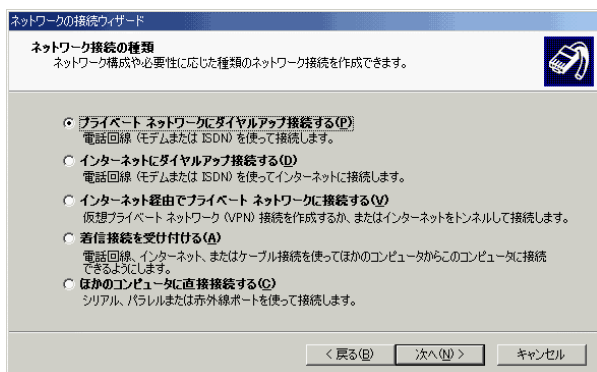 ネットワークの接続ウィザード
ネットワーク接続の種類
ネットワーク構成や必要性に応じた種類のネットワーク接続を作成できます。
プライベート ネットワークにダイヤルアップ接続する(P)
電話回線 (モデムまたは ISDN) を使って接続します。
インターネットにダイヤルアップ接続する(D)
電話回線 (モデムまたは ISDN) を使ってインターネットに接続します。
インターネット経由でプライベート ネットワークに接続する(V)
仮想プライベート ネットワーク (VPN) 接続を作成するか、またはインターネットをトンネルして接続します。
着信接続を受け付ける(A)
電話回線、インターネット、またはケーブル接続を使ってほかのコンピュータからこのコンピュータに接続
できるようにします。
ほかのコンピュータに直接接続する(C)
シリアル、パラレルまたは赤外線ポートを使って接続します。
< 戻る(B) 次へ(N) > キャンセル